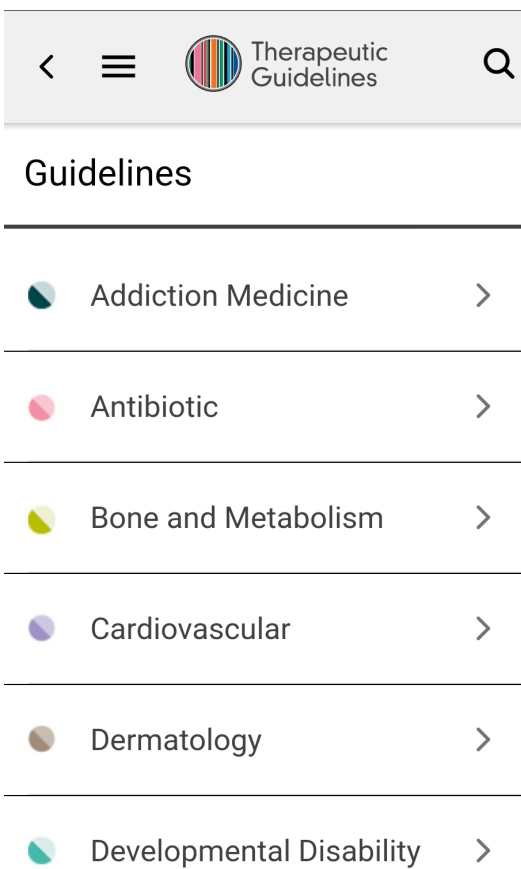 Therapeutic
Guidelines
Guidelines
Addiction Medicine
Antibiotic
Bone and Metabolism
Cardiovascular
Dermatology
Developmental Disability